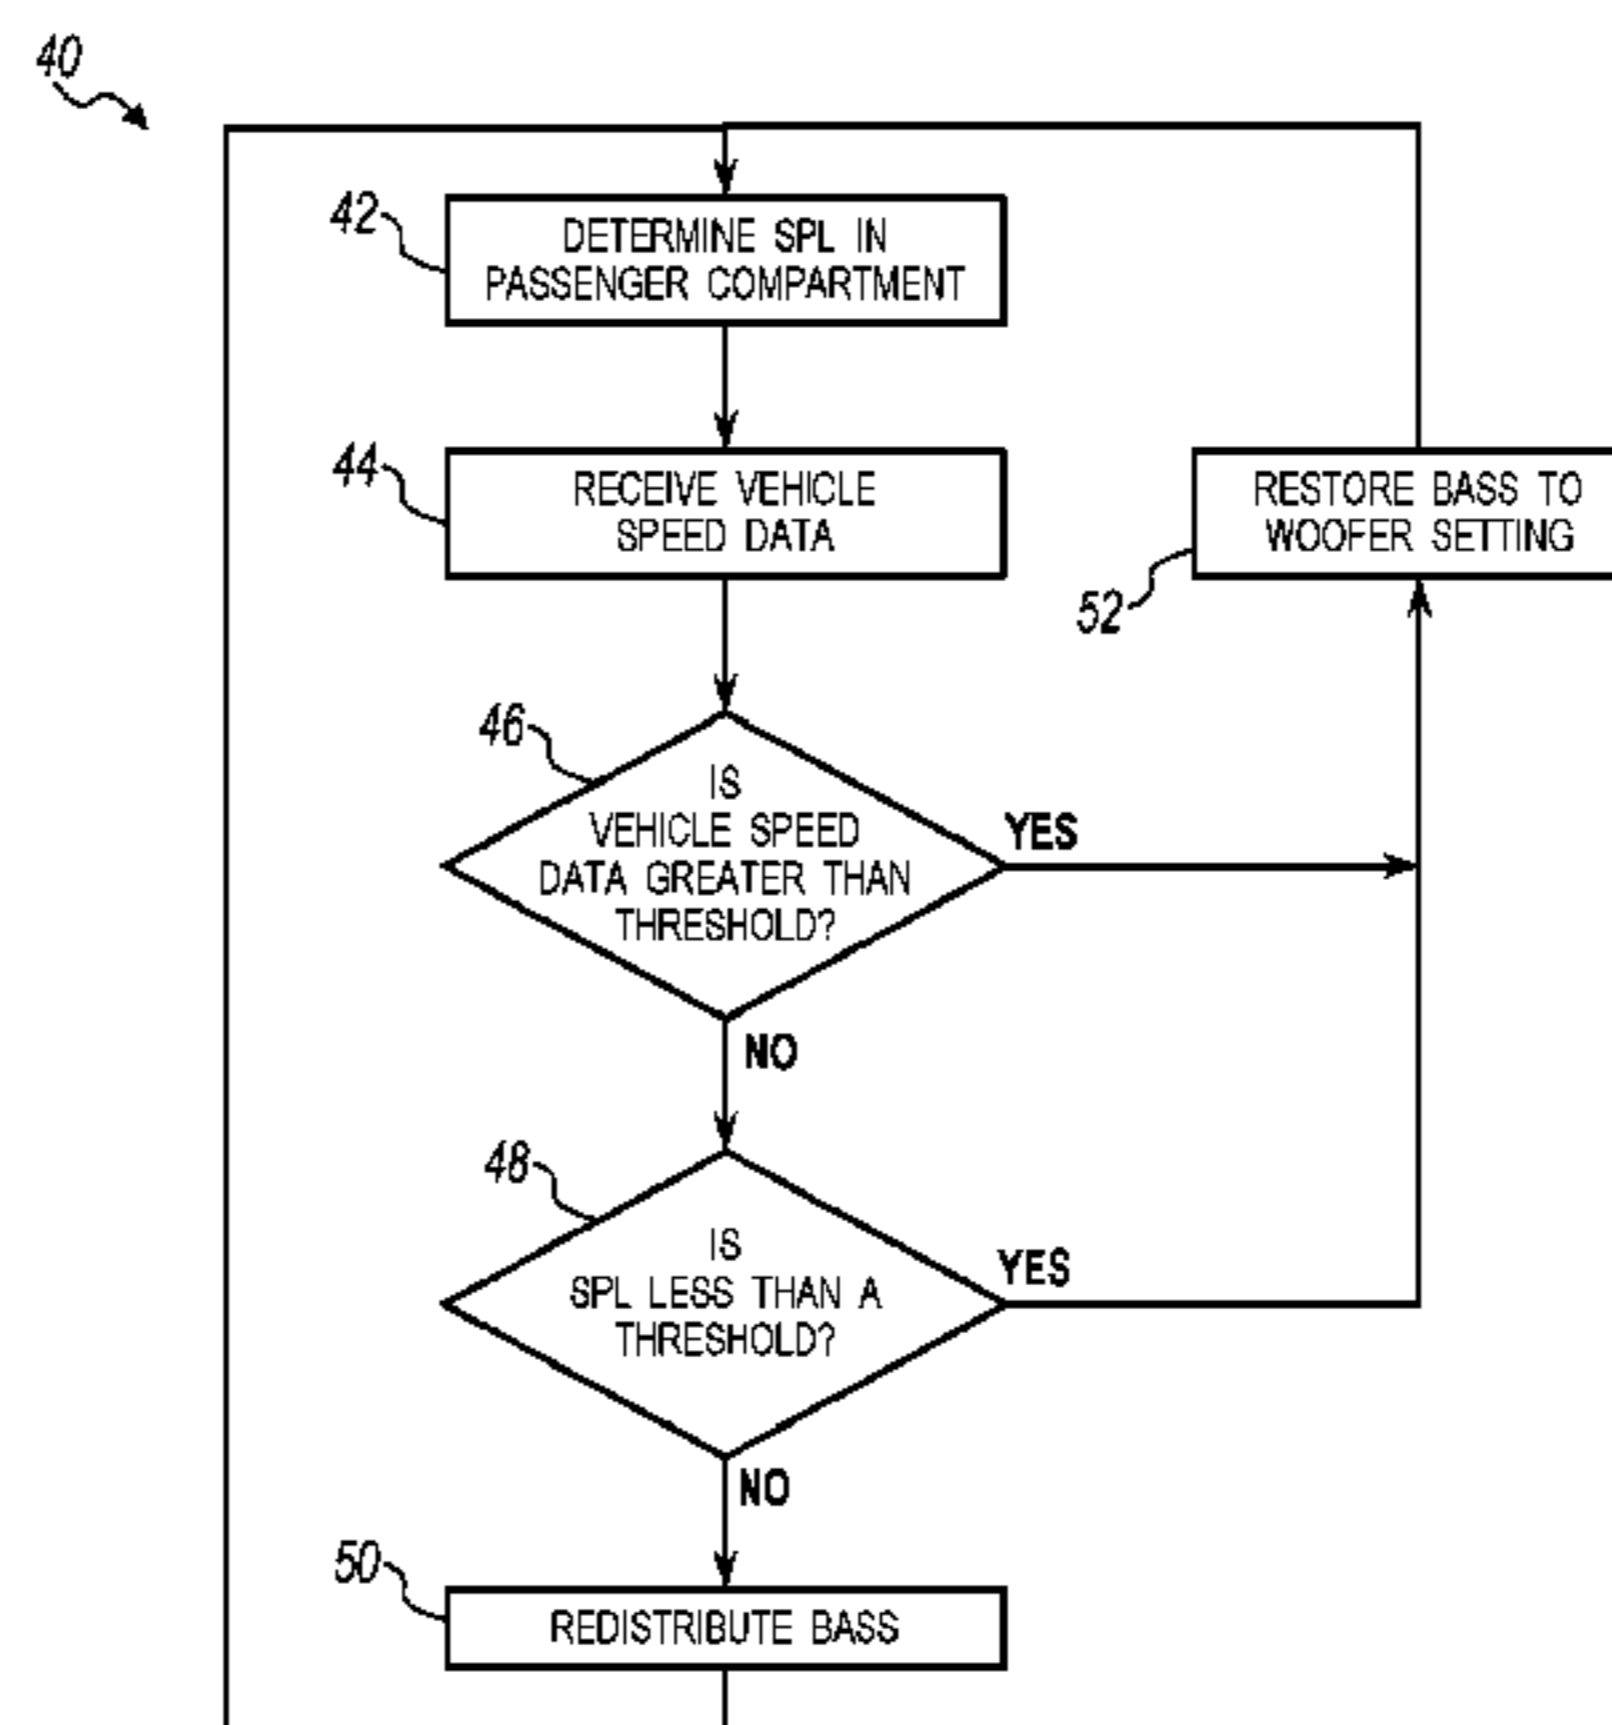 40
42
DETERMINE SPL IN
PASSENGER COMPARTMENT
44
RECEIVE VEHICLE
SPEED DATA
RESTORE BASS TO
WOOFER SETTING
52
46
IS
VEHICLE SPEED
DATA GREATER THAN
THRESHOLD?
YES
NO
48
IS
SPL LESS THAN A
THRESHOLD?
YES
NO
50
REDISTRIBUTE BASS